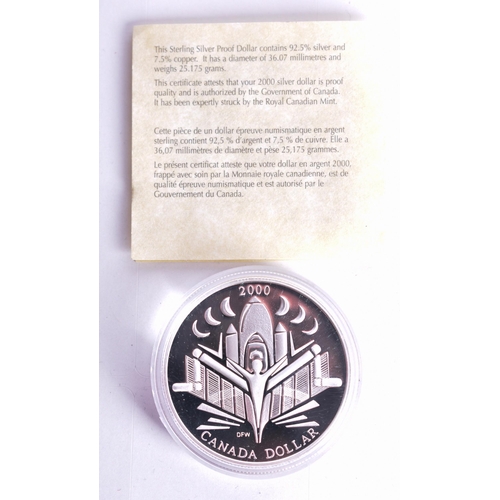 This Sterling Silver Proof Dollar contains 92.5% silver and
7.5% copper. It has a diameter of 36.07 millimetres and
weighs 25.175 grams.
This certificate attests that your 2000 silver dollar is proof
quality and is authorized by the Government of Canada.
It has been expertly struck by the Royal Canadian Mint.
Cette pièce de un dollar épreuve numismatique en argent
sterling contient 92,5 % d'argent et 7,5 % de cuivre. Elle a
36,07 millimètres de diamètre et pèse 25,175 grammes.
Le présent certificat atteste que votre dollar en argent 2000,
frappé avec soin par la Monnaie royale canadienne, est de
qualité épreuve numismatique et est autorisé par le
Gouvernement du Canada.
2000
DFW
CANADA DOLLAR